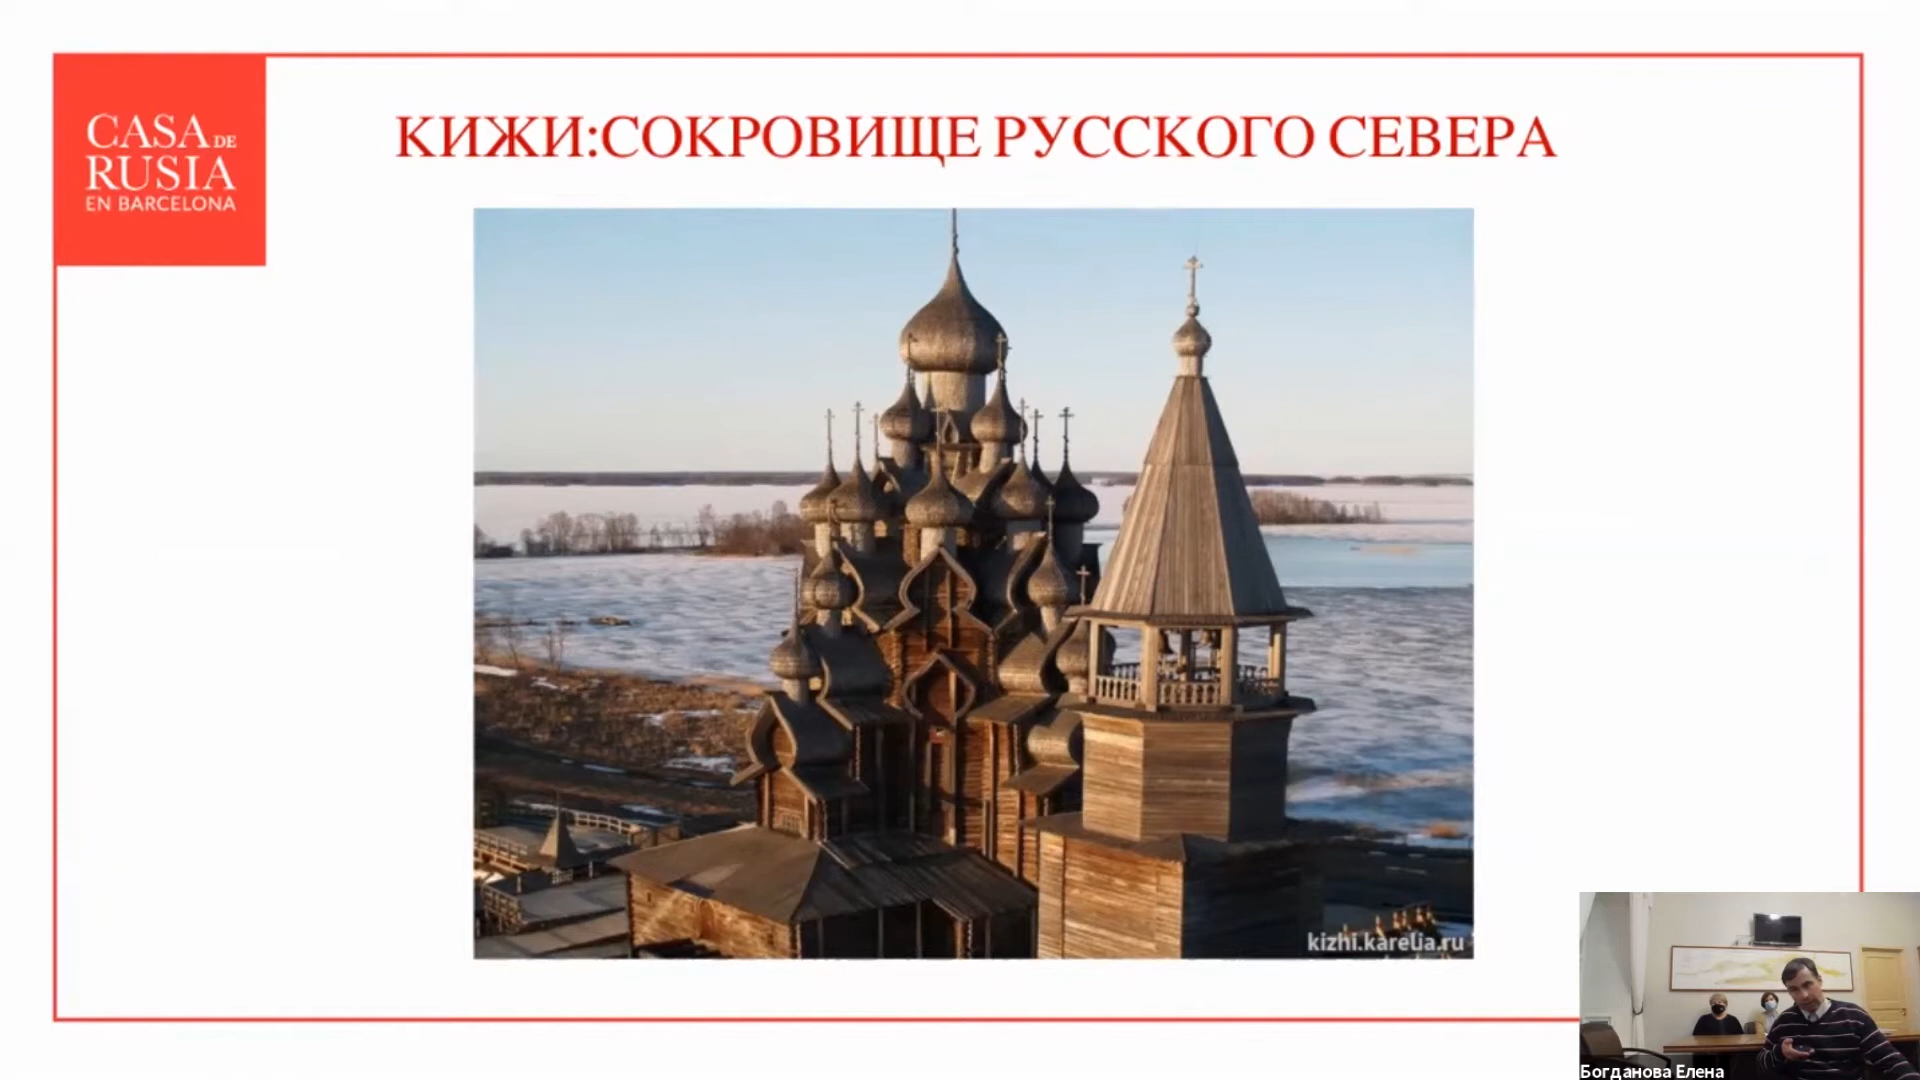 CASA DE
RUSIA
EN BARCELONA
КИЖИ:СОКРОВИЩЕ РУССКОГО СЕВЕРА
kizhi.karelia.ru
Богданова Елена